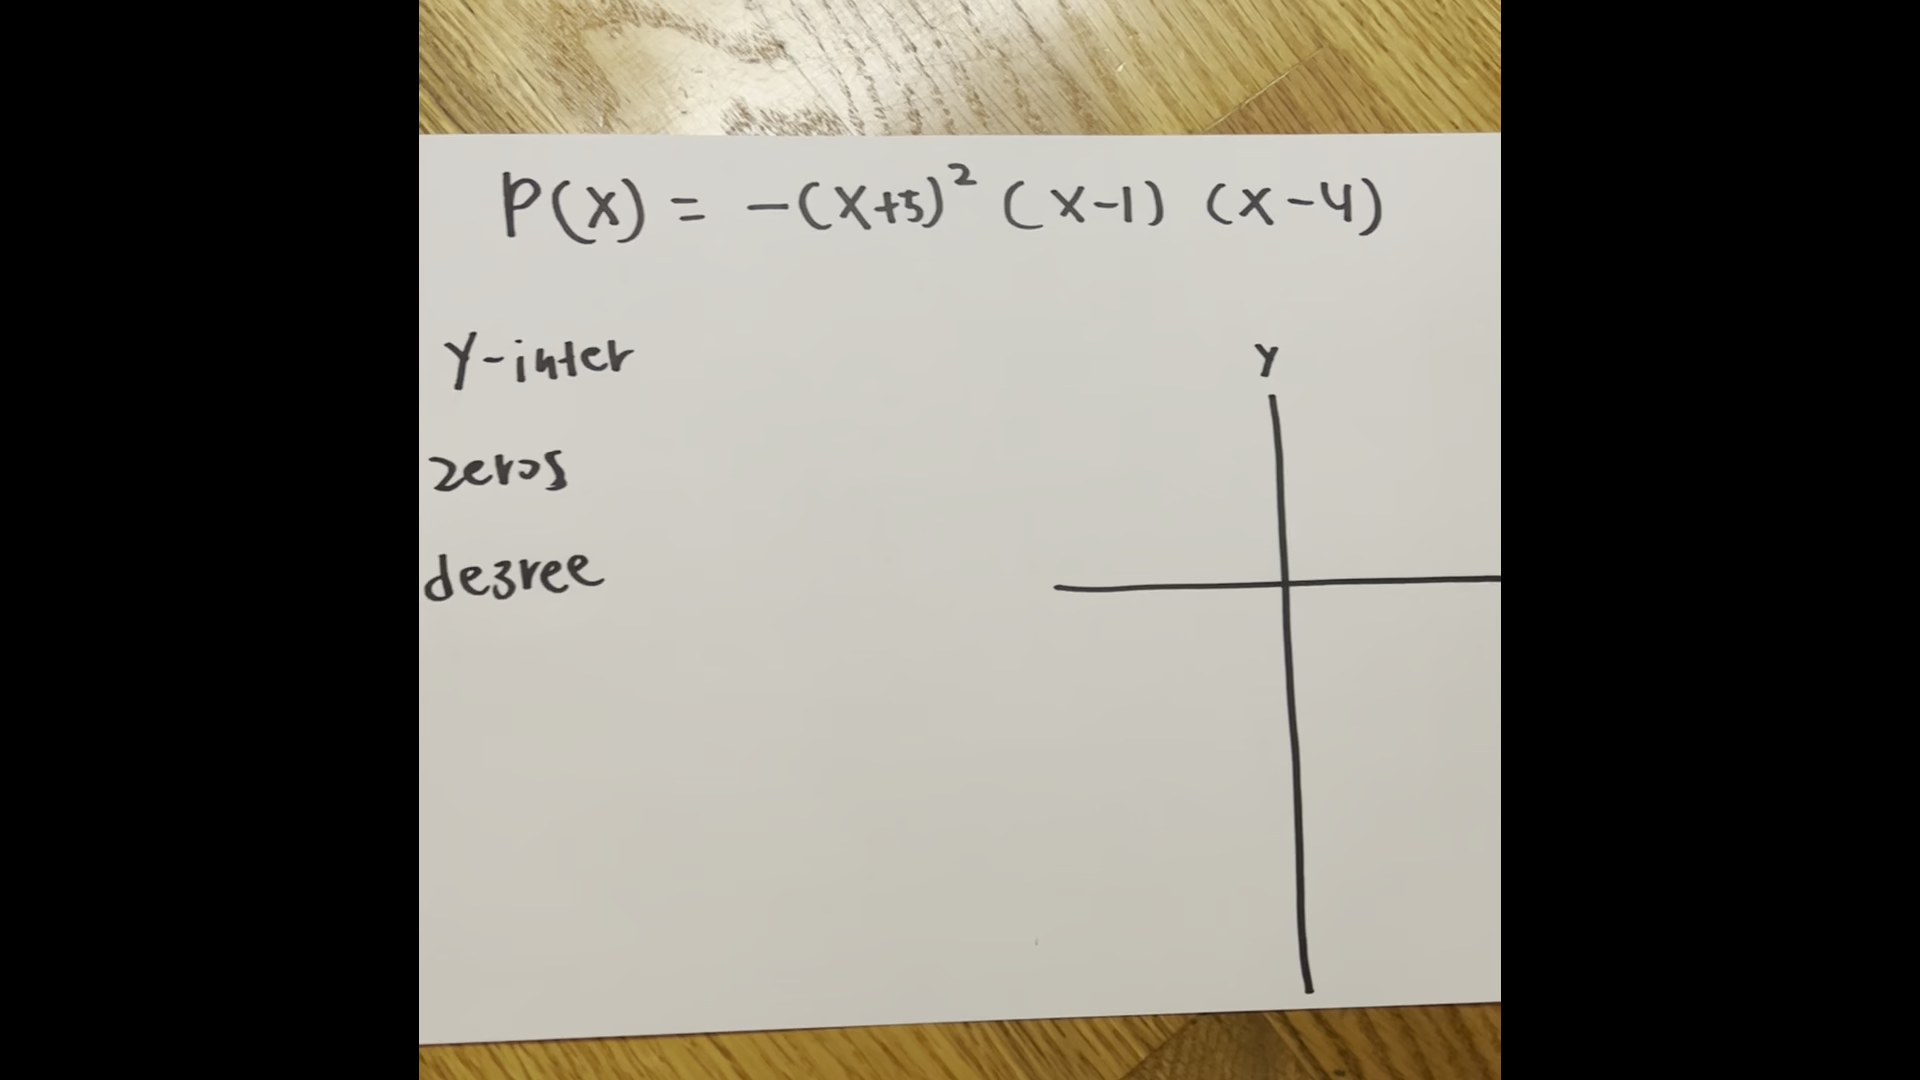 P(x) = -(x+5)² (x-1) (x-4)
Y-inter
Y
zeros
degree